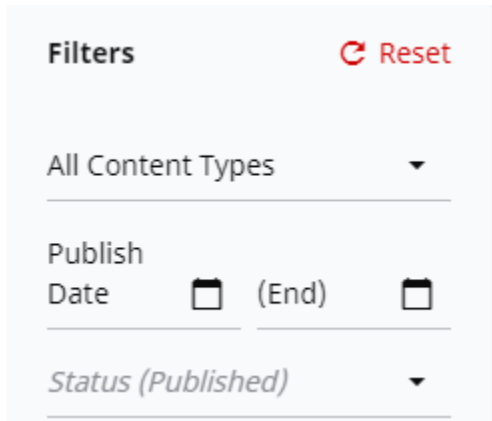 Filters Reset
All Content Types
Publish
Date (End)
Status (Published)